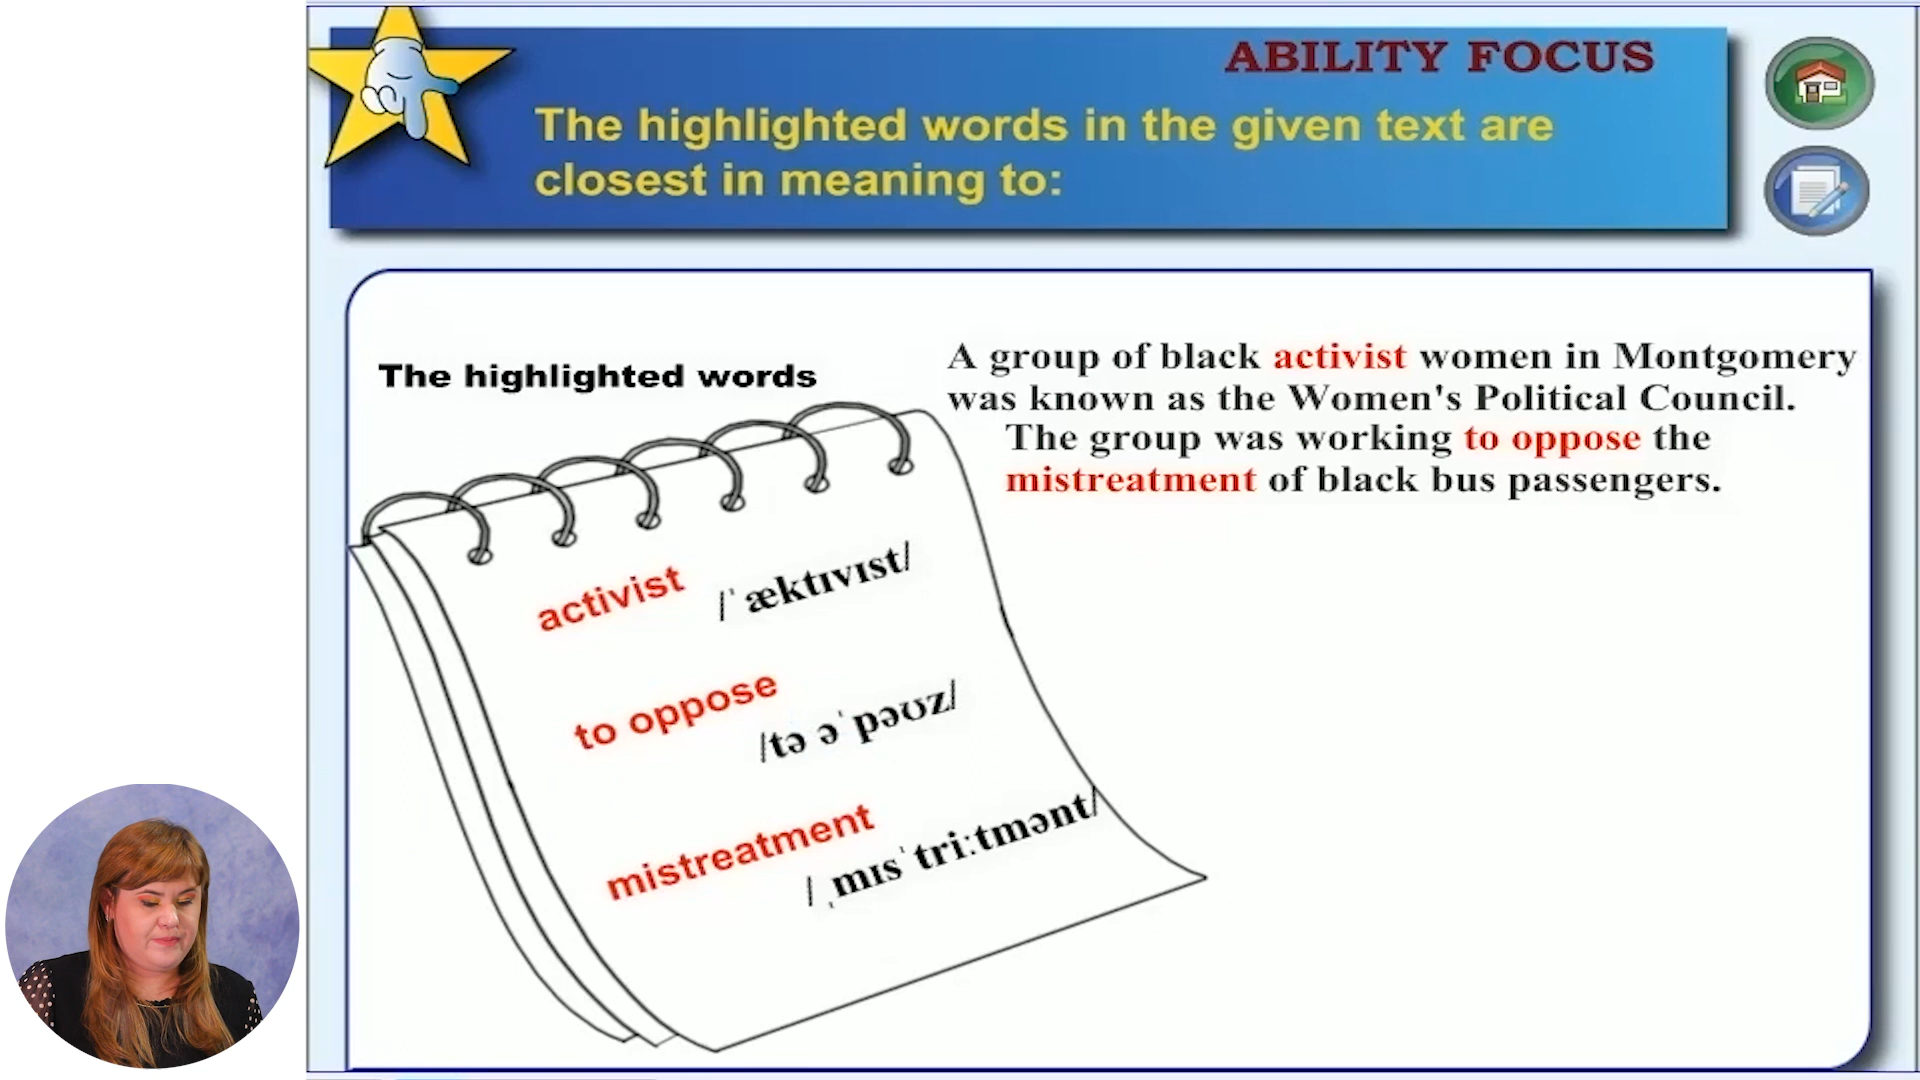 ABILITY FOCUS
The highlighted words in the given text are
closest in meaning to:
The highlighted words
A group of black activist women in Montgomery
was known as the Women's Political Council.
The group was working to oppose the
mistreatment of black bus passengers.
activist /ˈæktɪvɪst/
to oppose
/tə əˈpəʊz/
mistreatment
/ˌmɪsˈtriːtmənt/